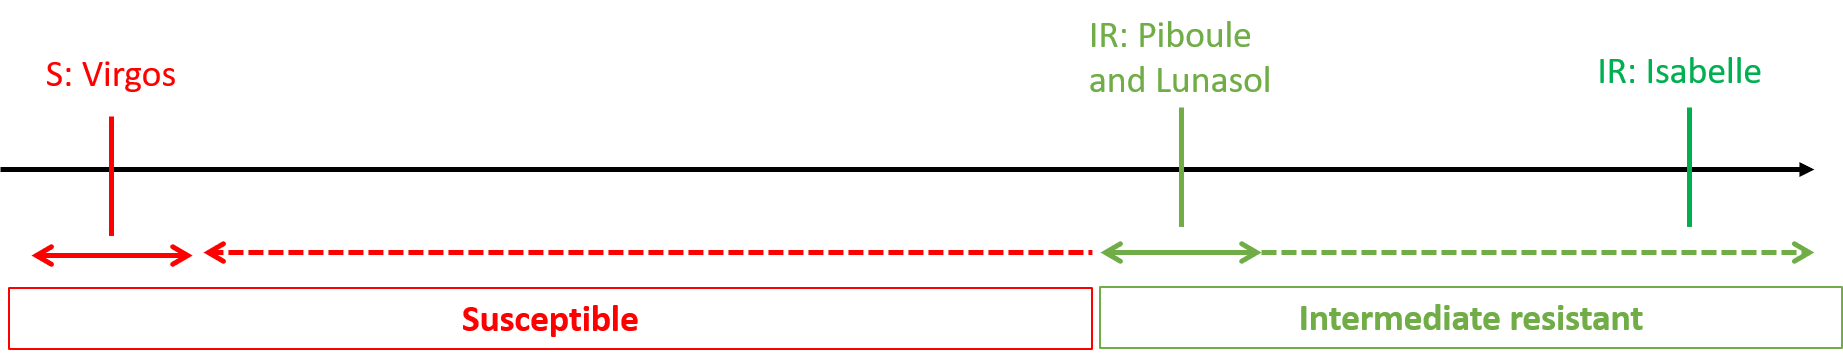 S: Virgos
IR: Piboule
and Lunasol
IR: Isabelle
Susceptible
Intermediate resistant